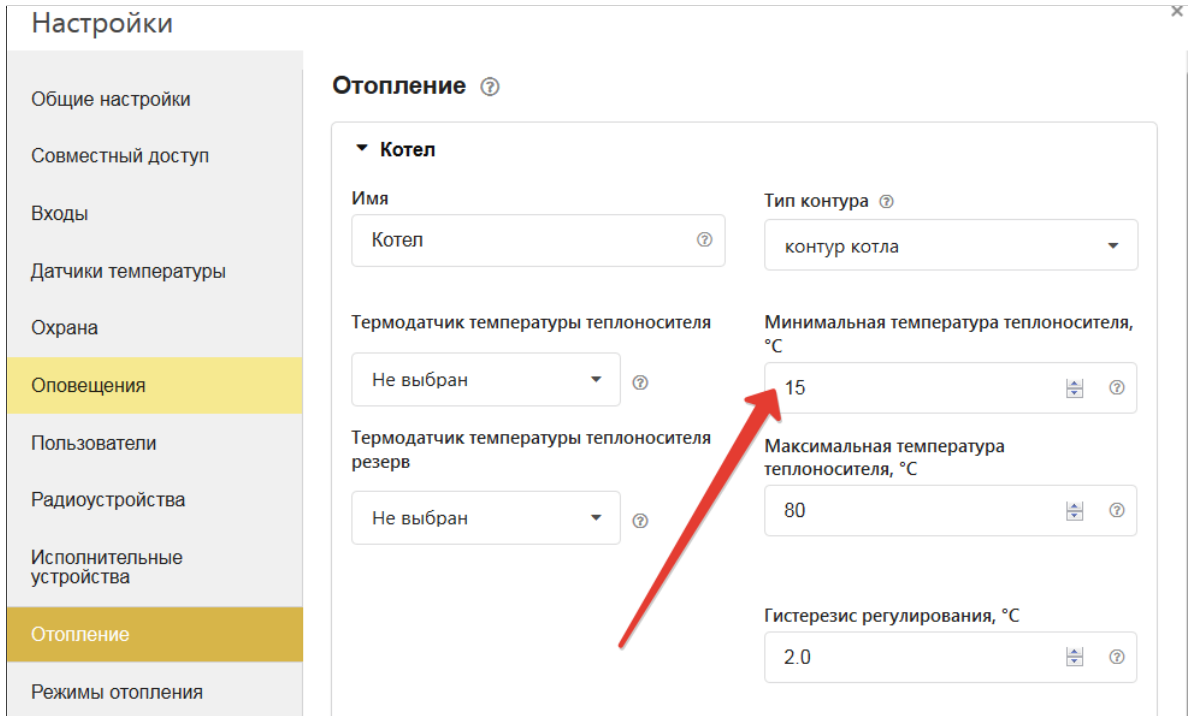 Настройки
Общие настройки
Совместный доступ
Входы
Датчики температуры
Охрана
Оповещения
Пользователи
Радиоустройства
Исполнительные
устройства
Отопление
Режимы отопления
Отопление
Котел
Имя
Котел
Тип контура
контур котла
Термодатчик температуры теплоносителя
Не выбран
Минимальная температура теплоносителя,
°C
15
Термодатчик температуры теплоносителя
резерв
Не выбран
Максимальная температура
теплоносителя, °C
80
Гистерезис регулирования, °C
2.0